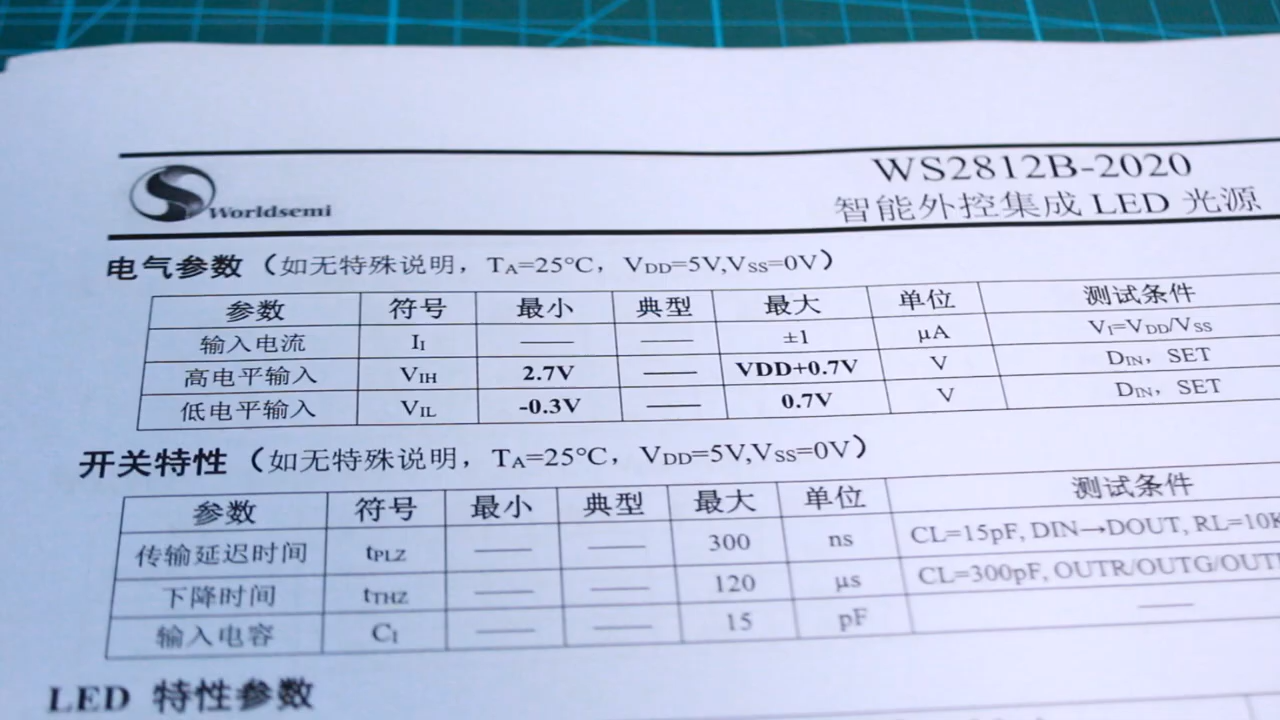 WS2812B-2020
Worldsemi
智能外控集成 LED 光源
电气参数（如无特殊说明，TA=25℃，VDD=5V,VSS=0V）
参数 符号 最小 典型 最大 单位 测试条件
输入电流 II —— —— ±1 μA VI=VDD/VSS
高电平输入 VIH 2.7V —— VDD+0.7V V DIN，SET
低电平输入 VIL -0.3V —— 0.7V V DIN，SET
开关特性（如无特殊说明，TA=25℃，VDD=5V,VSS=0V）
参数 符号 最小 典型 最大 单位 测试条件
传输延迟时间 tPLZ —— —— 300 ns CL=15pF, DIN→DOUT, RL=10K
下降时间 tTHZ —— —— 120 μs CL=300pF, OUTR/OUTG/OUT
输入电容 CI —— —— 15 pF ——
LED 特性参数